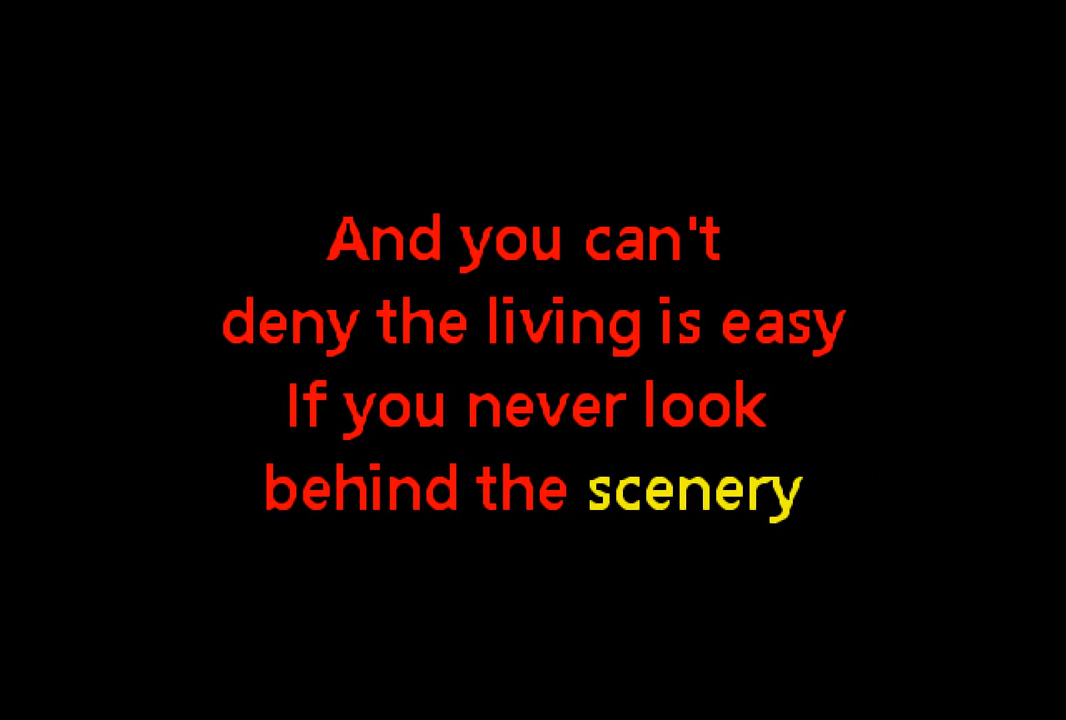 And you can't
deny the living is easy
If you never look
behind the scenery